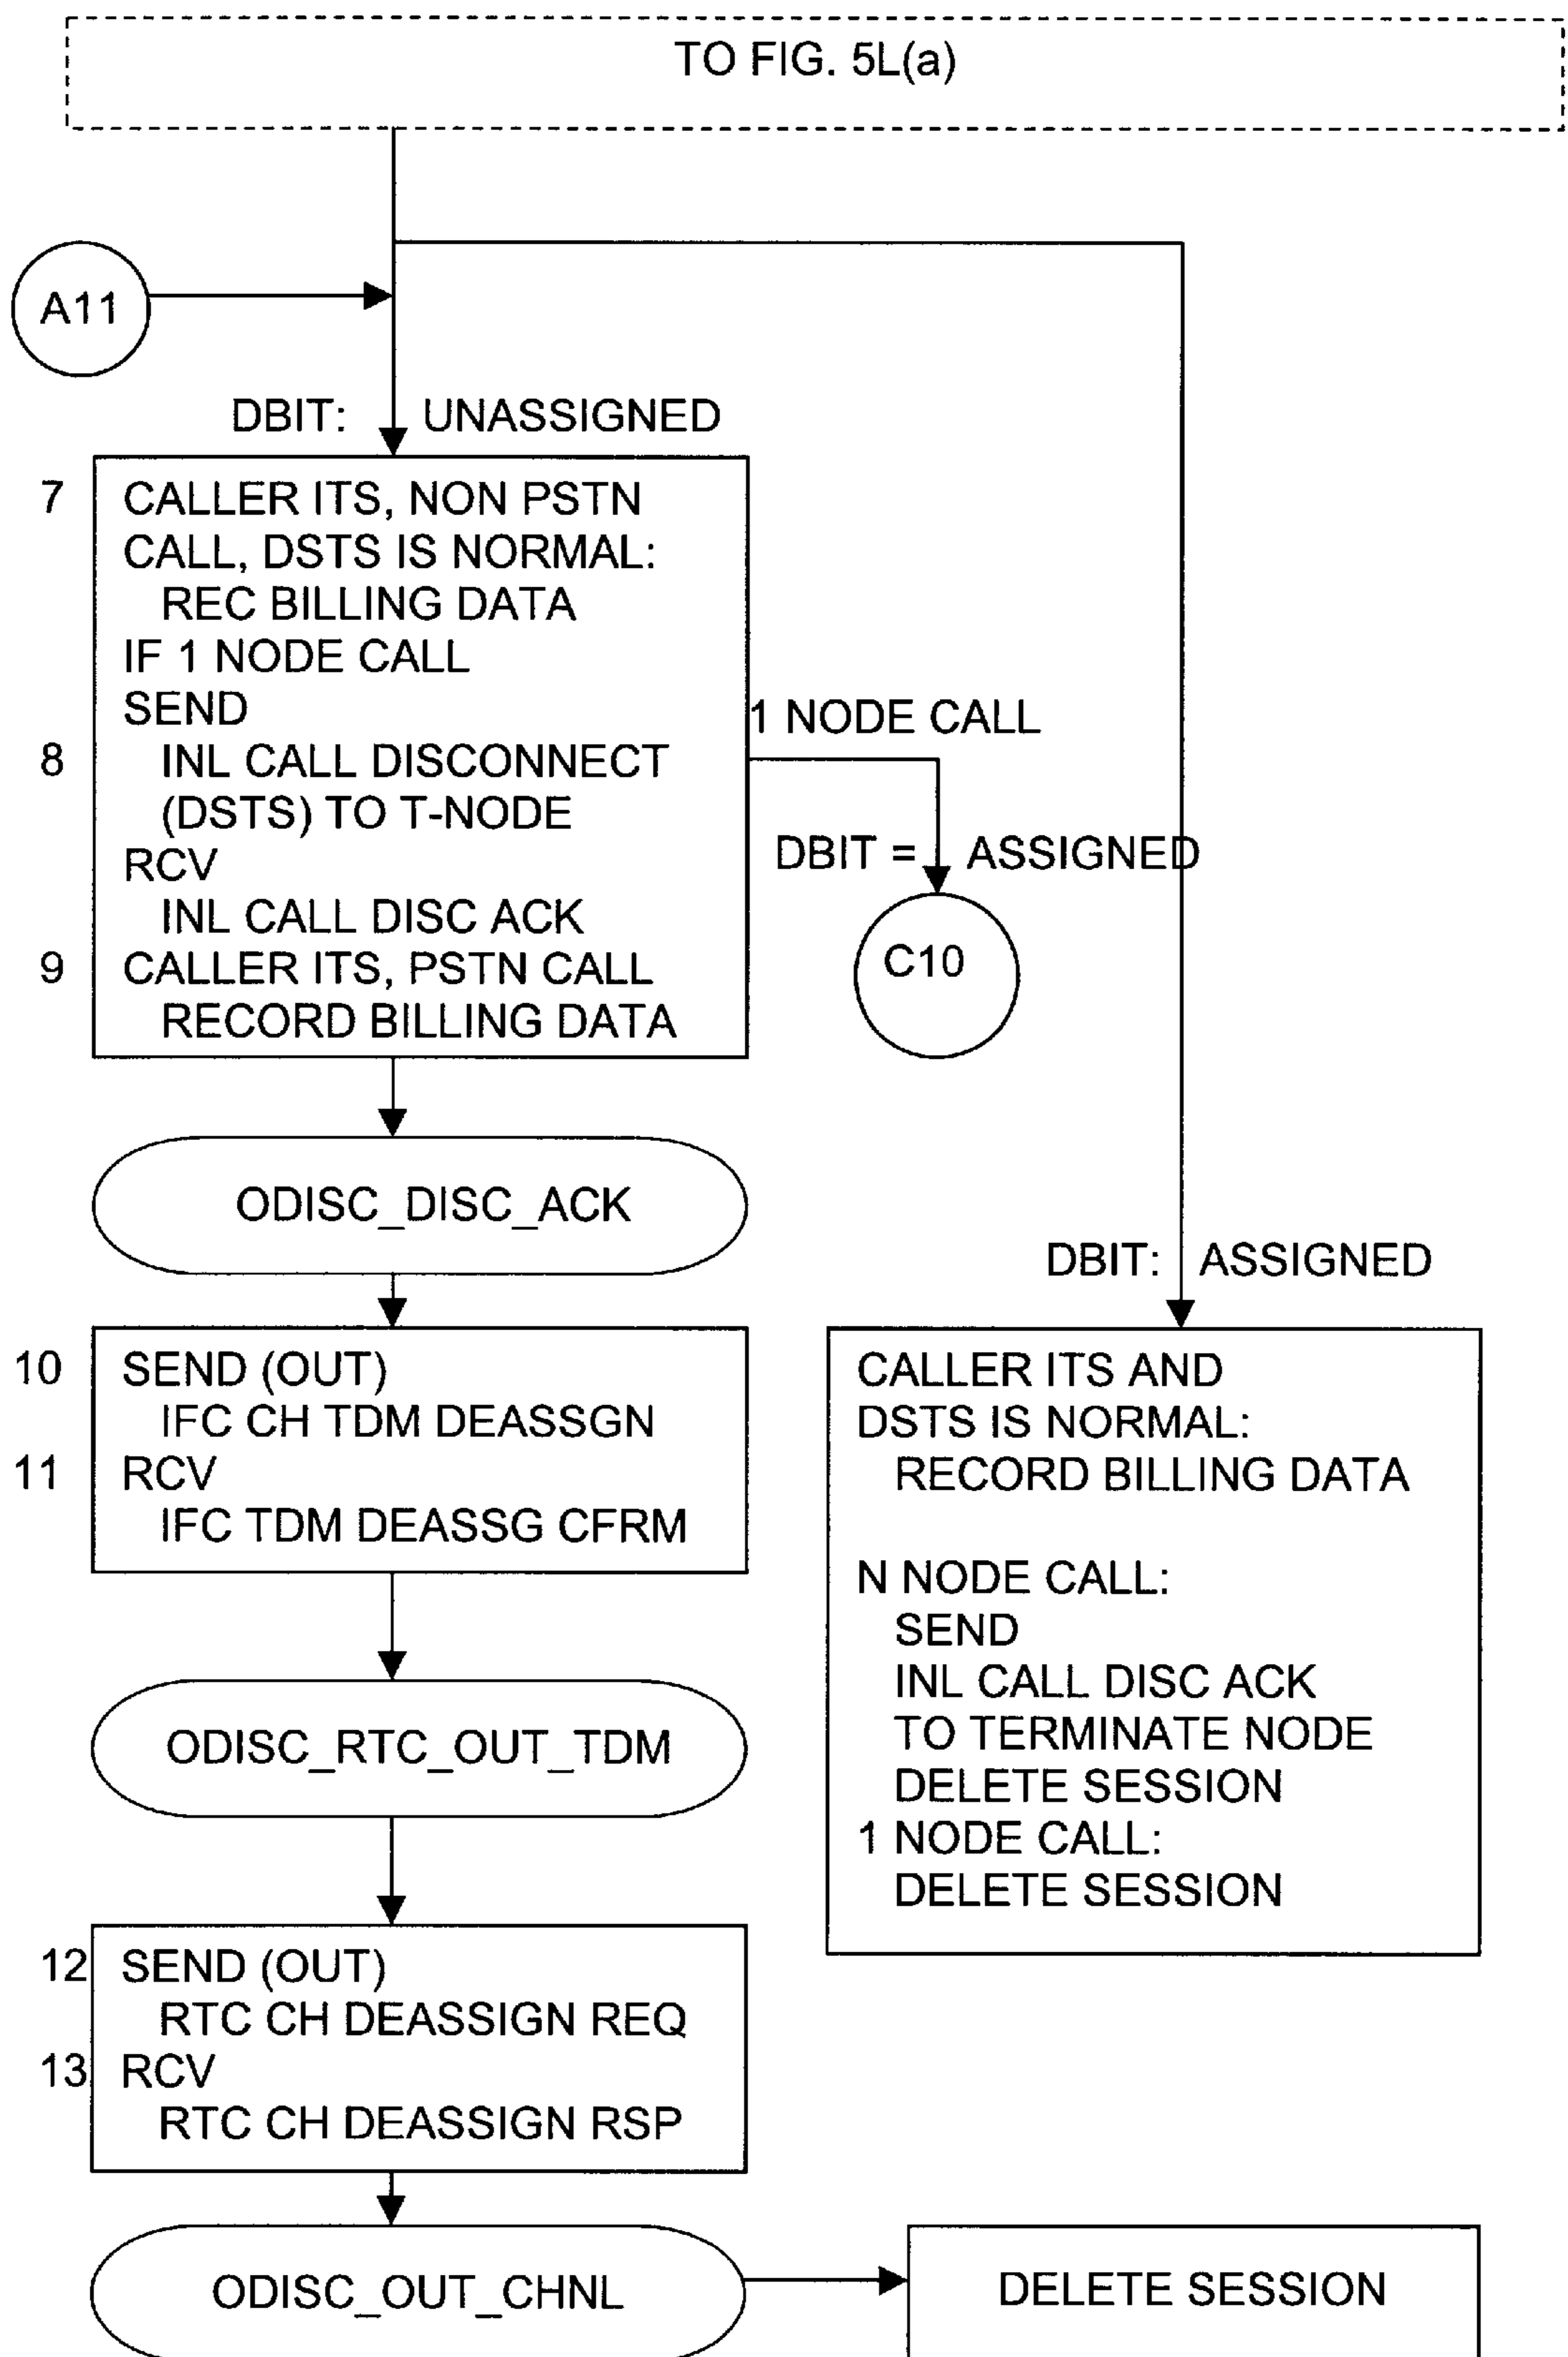 TO FIG. 5L(a)
A11
DBIT: UNASSIGNED
7 CALLER ITS, NON PSTN
CALL, DSTS IS NORMAL:
REC BILLING DATA
IF 1 NODE CALL
SEND
8 INL CALL DISCONNECT
(DSTS) TO T-NODE
RCV
INL CALL DISC ACK
9 CALLER ITS, PSTN CALL
RECORD BILLING DATA
1 NODE CALL
DBIT = ASSIGNED
C10
ODISC_DISC_ACK
10 SEND (OUT)
IFC CH TDM DEASSGN
11 RCV
IFC TDM DEASSG CFRM
DBIT: ASSIGNED
CALLER ITS AND
DSTS IS NORMAL:
RECORD BILLING DATA
N NODE CALL:
SEND
INL CALL DISC ACK
TO TERMINATE NODE
DELETE SESSION
1 NODE CALL:
DELETE SESSION
ODISC_RTC_OUT_TDM
12 SEND (OUT)
RTC CH DEASSIGN REQ
13 RCV
RTC CH DEASSIGN RSP
ODISC_OUT_CHNL
DELETE SESSION